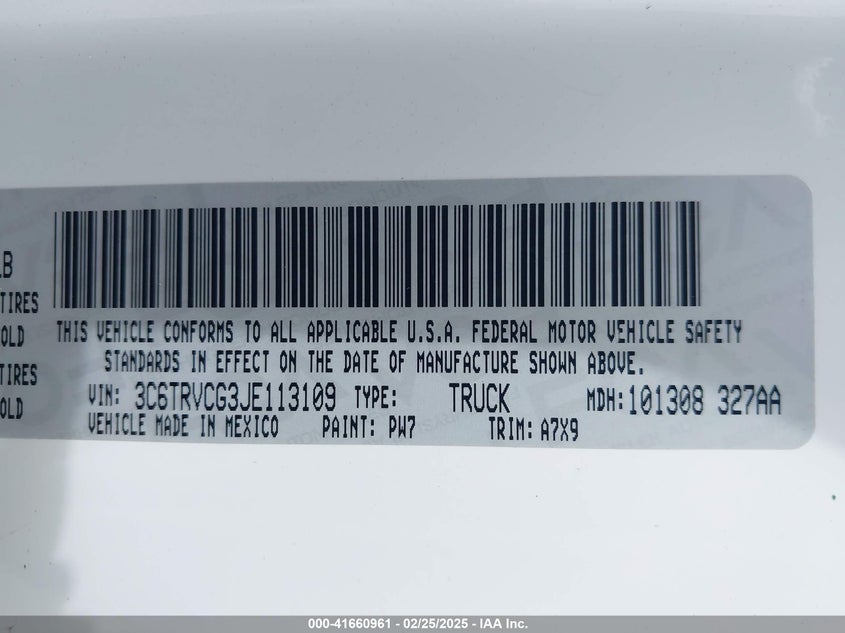 LB
TIRES
OLD
TIRES
OLD
THIS VEHICLE CONFORMS TO ALL APPLICABLE U.S.A. FEDERAL MOTOR VEHICLE SAFETY
STANDARDS IN EFFECT ON THE DATE OF MANUFACTURE SHOWN ABOVE.
VIN: 3C6TRVCG3JE113109 TYPE: TRUCK MDH:101308 327AA
VEHICLE MADE IN MEXICO PAINT: PW7 TRIM: A7X9
000-41660961 - 02/25/2025 - IAA Inc.